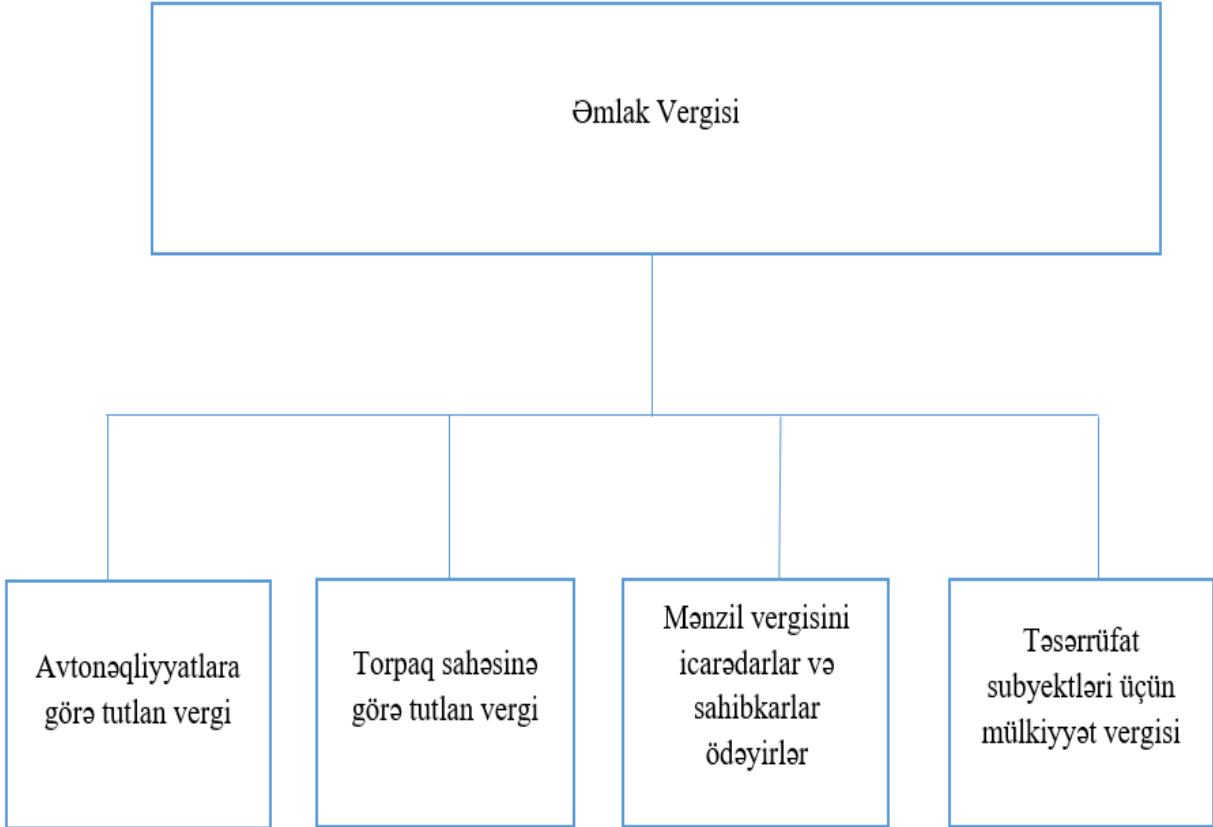 Əmlak Vergisi
Avtonəqliyyatlara
görə tutlan vergi
Torpaq sahəsinə
görə tutlan vergi
Mənzil vergisini
icarədarlar və
sahibkarlar
ödəyirlər
Təsərrüfat
subyektləri üçün
mülkiyyət vergisi